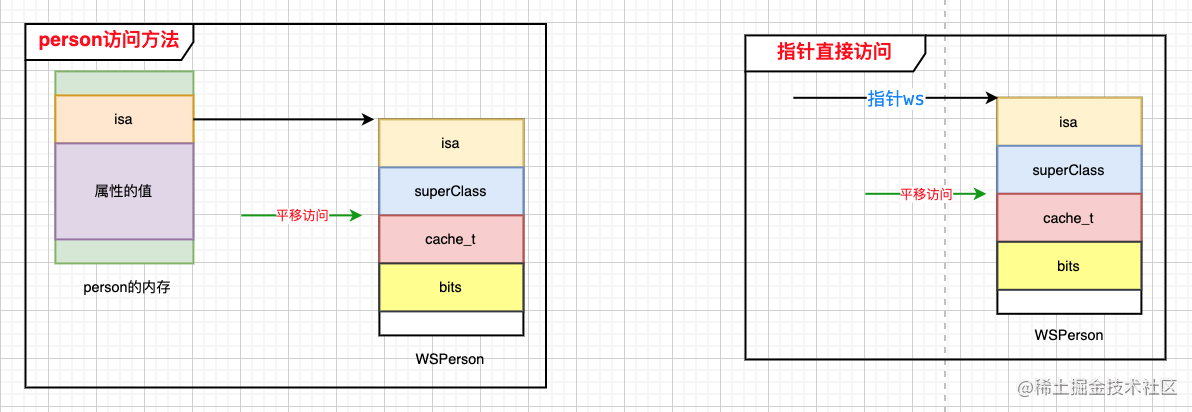 person访问方法
isa
属性的值
person的内存
平移访问
isa
superClass
cache_t
bits
WSPerson
指针直接访问
指针ws
平移访问
isa
superClass
cache_t
bits
WSPerson
@稀土掘金技术社区